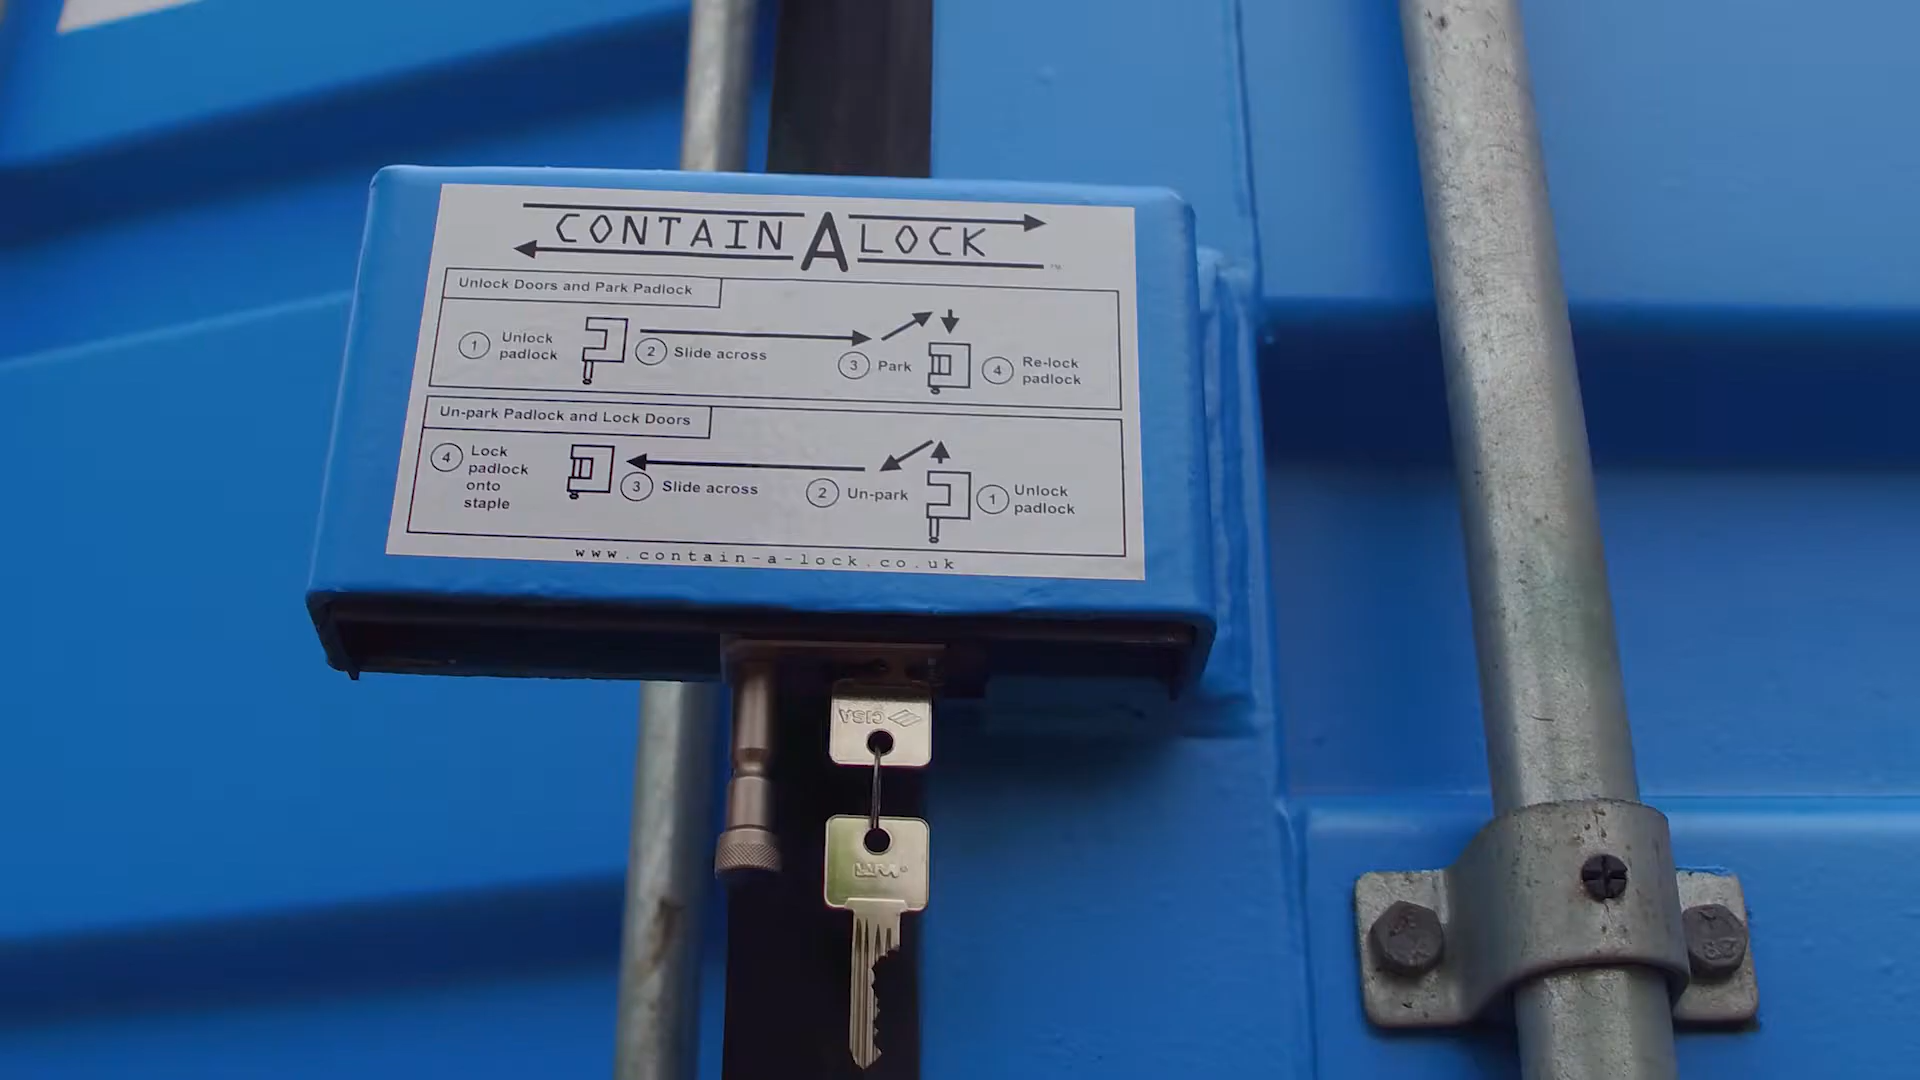 CONTAIN A LOCK
TM
Unlock Doors and Park Padlock
1 Unlock padlock
2 Slide across
3 Park
4 Re-lock padlock
Un-park Padlock and Lock Doors
4 Lock padlock onto staple
3 Slide across
2 Un-park
1 Unlock padlock
www.contain-a-lock.co.uk
CISA